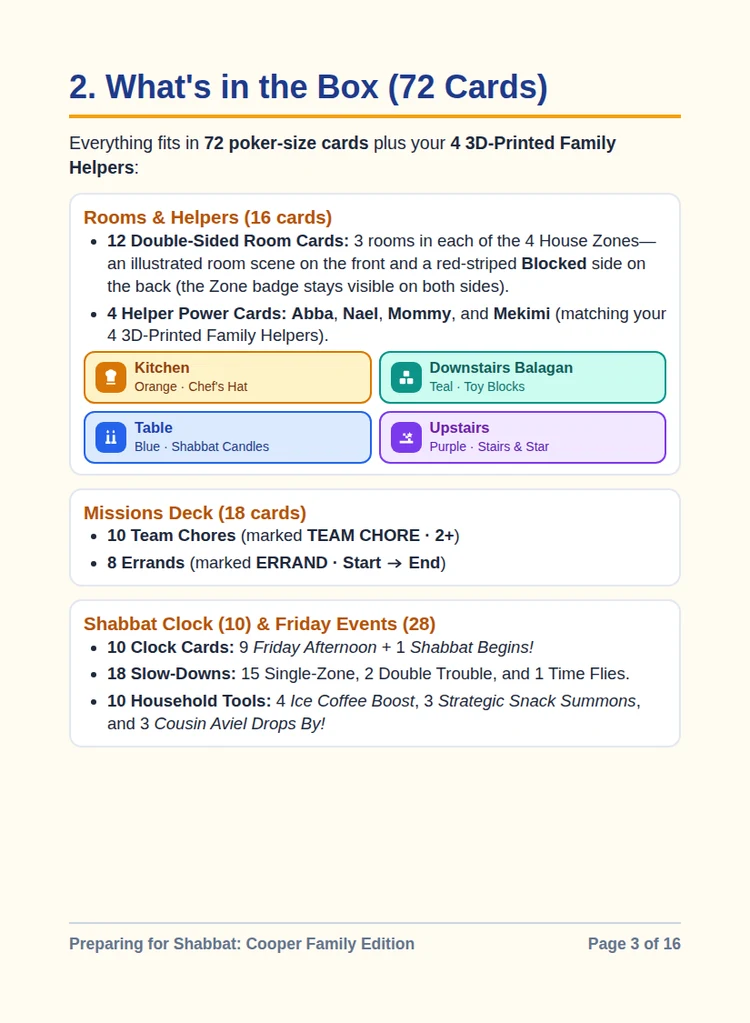 2. What's in the Box (72 Cards)
Everything fits in 72 poker-size cards plus your 4 3D-Printed Family
Helpers:
Rooms & Helpers (16 cards)
• 12 Double-Sided Room Cards: 3 rooms in each of the 4 House Zones—
an illustrated room scene on the front and a red-striped Blocked side on
the back (the Zone badge stays visible on both sides).
• 4 Helper Power Cards: Abba, Nael, Mommy, and Mekimi (matching your
4 3D-Printed Family Helpers).
Kitchen
Orange · Chef's Hat
Downstairs Balagan
Teal · Toy Blocks
Table
Blue · Shabbat Candles
Upstairs
Purple · Stairs & Star
Missions Deck (18 cards)
• 10 Team Chores (marked TEAM CHORE · 2+)
• 8 Errands (marked ERRAND · Start → End)
Shabbat Clock (10) & Friday Events (28)
• 10 Clock Cards: 9 Friday Afternoon + 1 Shabbat Begins!
• 18 Slow-Downs: 15 Single-Zone, 2 Double Trouble, and 1 Time Flies.
• 10 Household Tools: 4 Ice Coffee Boost, 3 Strategic Snack Summons,
and 3 Cousin Aviel Drops By!
Preparing for Shabbat: Cooper Family Edition
Page 3 of 16